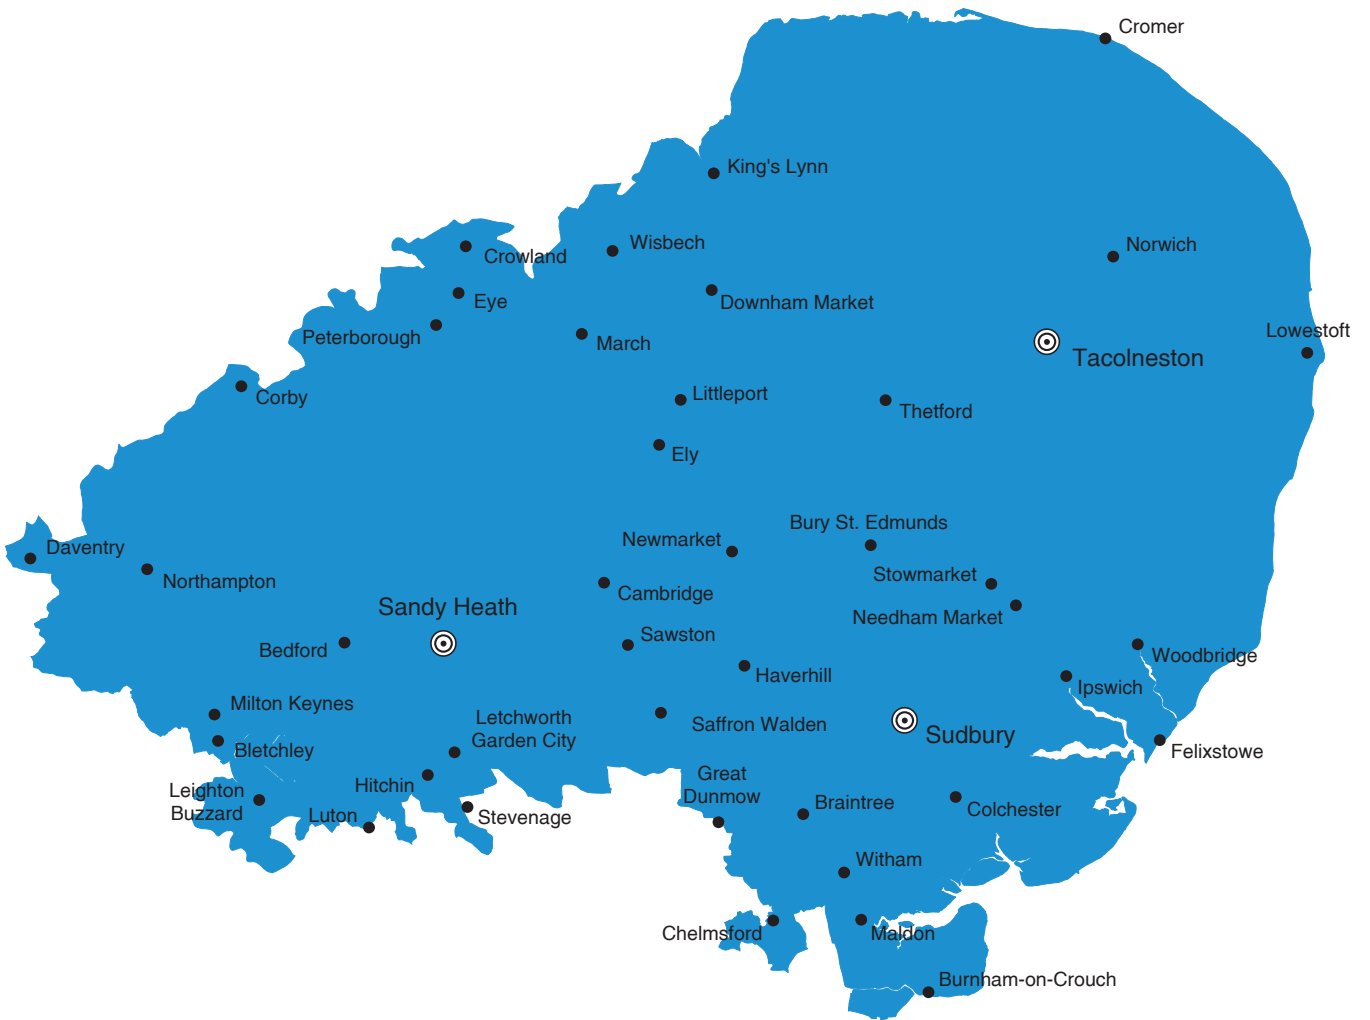 Cromer
King's Lynn
Wisbech
Norwich
Crowland
Eye
Downham Market
Peterborough
March
Lowestoft
Tacolneston
Corby
Littleport
Thetford
Ely
Bury St. Edmunds
Newmarket
Daventry
Northampton
Stowmarket
Cambridge
Sandy Heath
Needham Market
Sawston
Bedford
Woodbridge
Haverhill
Ipswich
Milton Keynes
Letchworth
Garden City
Saffron Walden
Sudbury
Bletchley
Felixstowe
Great
Dunmow
Hitchin
Leighton
Buzzard
Braintree
Colchester
Luton
Stevenage
Witham
Chelmsford
Maldon
Burnham-on-Crouch